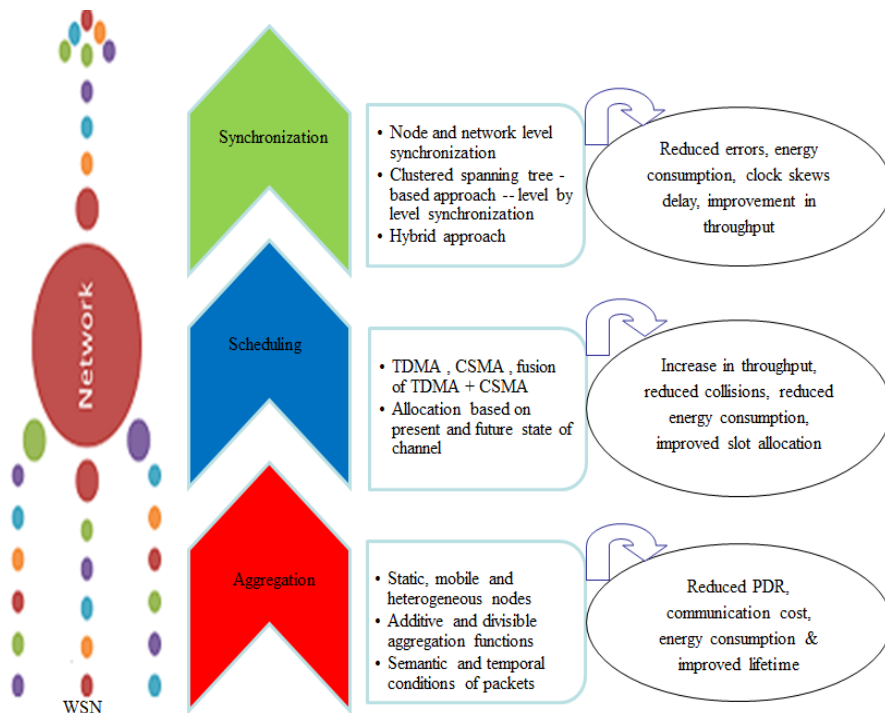 Network
WSN
Synchronization
• Node and network level
synchronization
• Clustered spanning tree -
based approach -- level by
level synchronization
• Hybrid approach
Reduced errors, energy
consumption, clock skews
delay, improvement in
throughput
Scheduling
• TDMA , CSMA , fusion
of TDMA + CSMA
• Allocation based on
present and future state of
channel
Increase in throughput,
reduced collisions, reduced
energy consumption,
improved slot allocation
Aggregation
• Static, mobile and
heterogeneous nodes
• Additive and divisible
aggregation functions
• Semantic and temporal
conditions of packets
Reduced PDR,
communication cost,
energy consumption &
improved lifetime